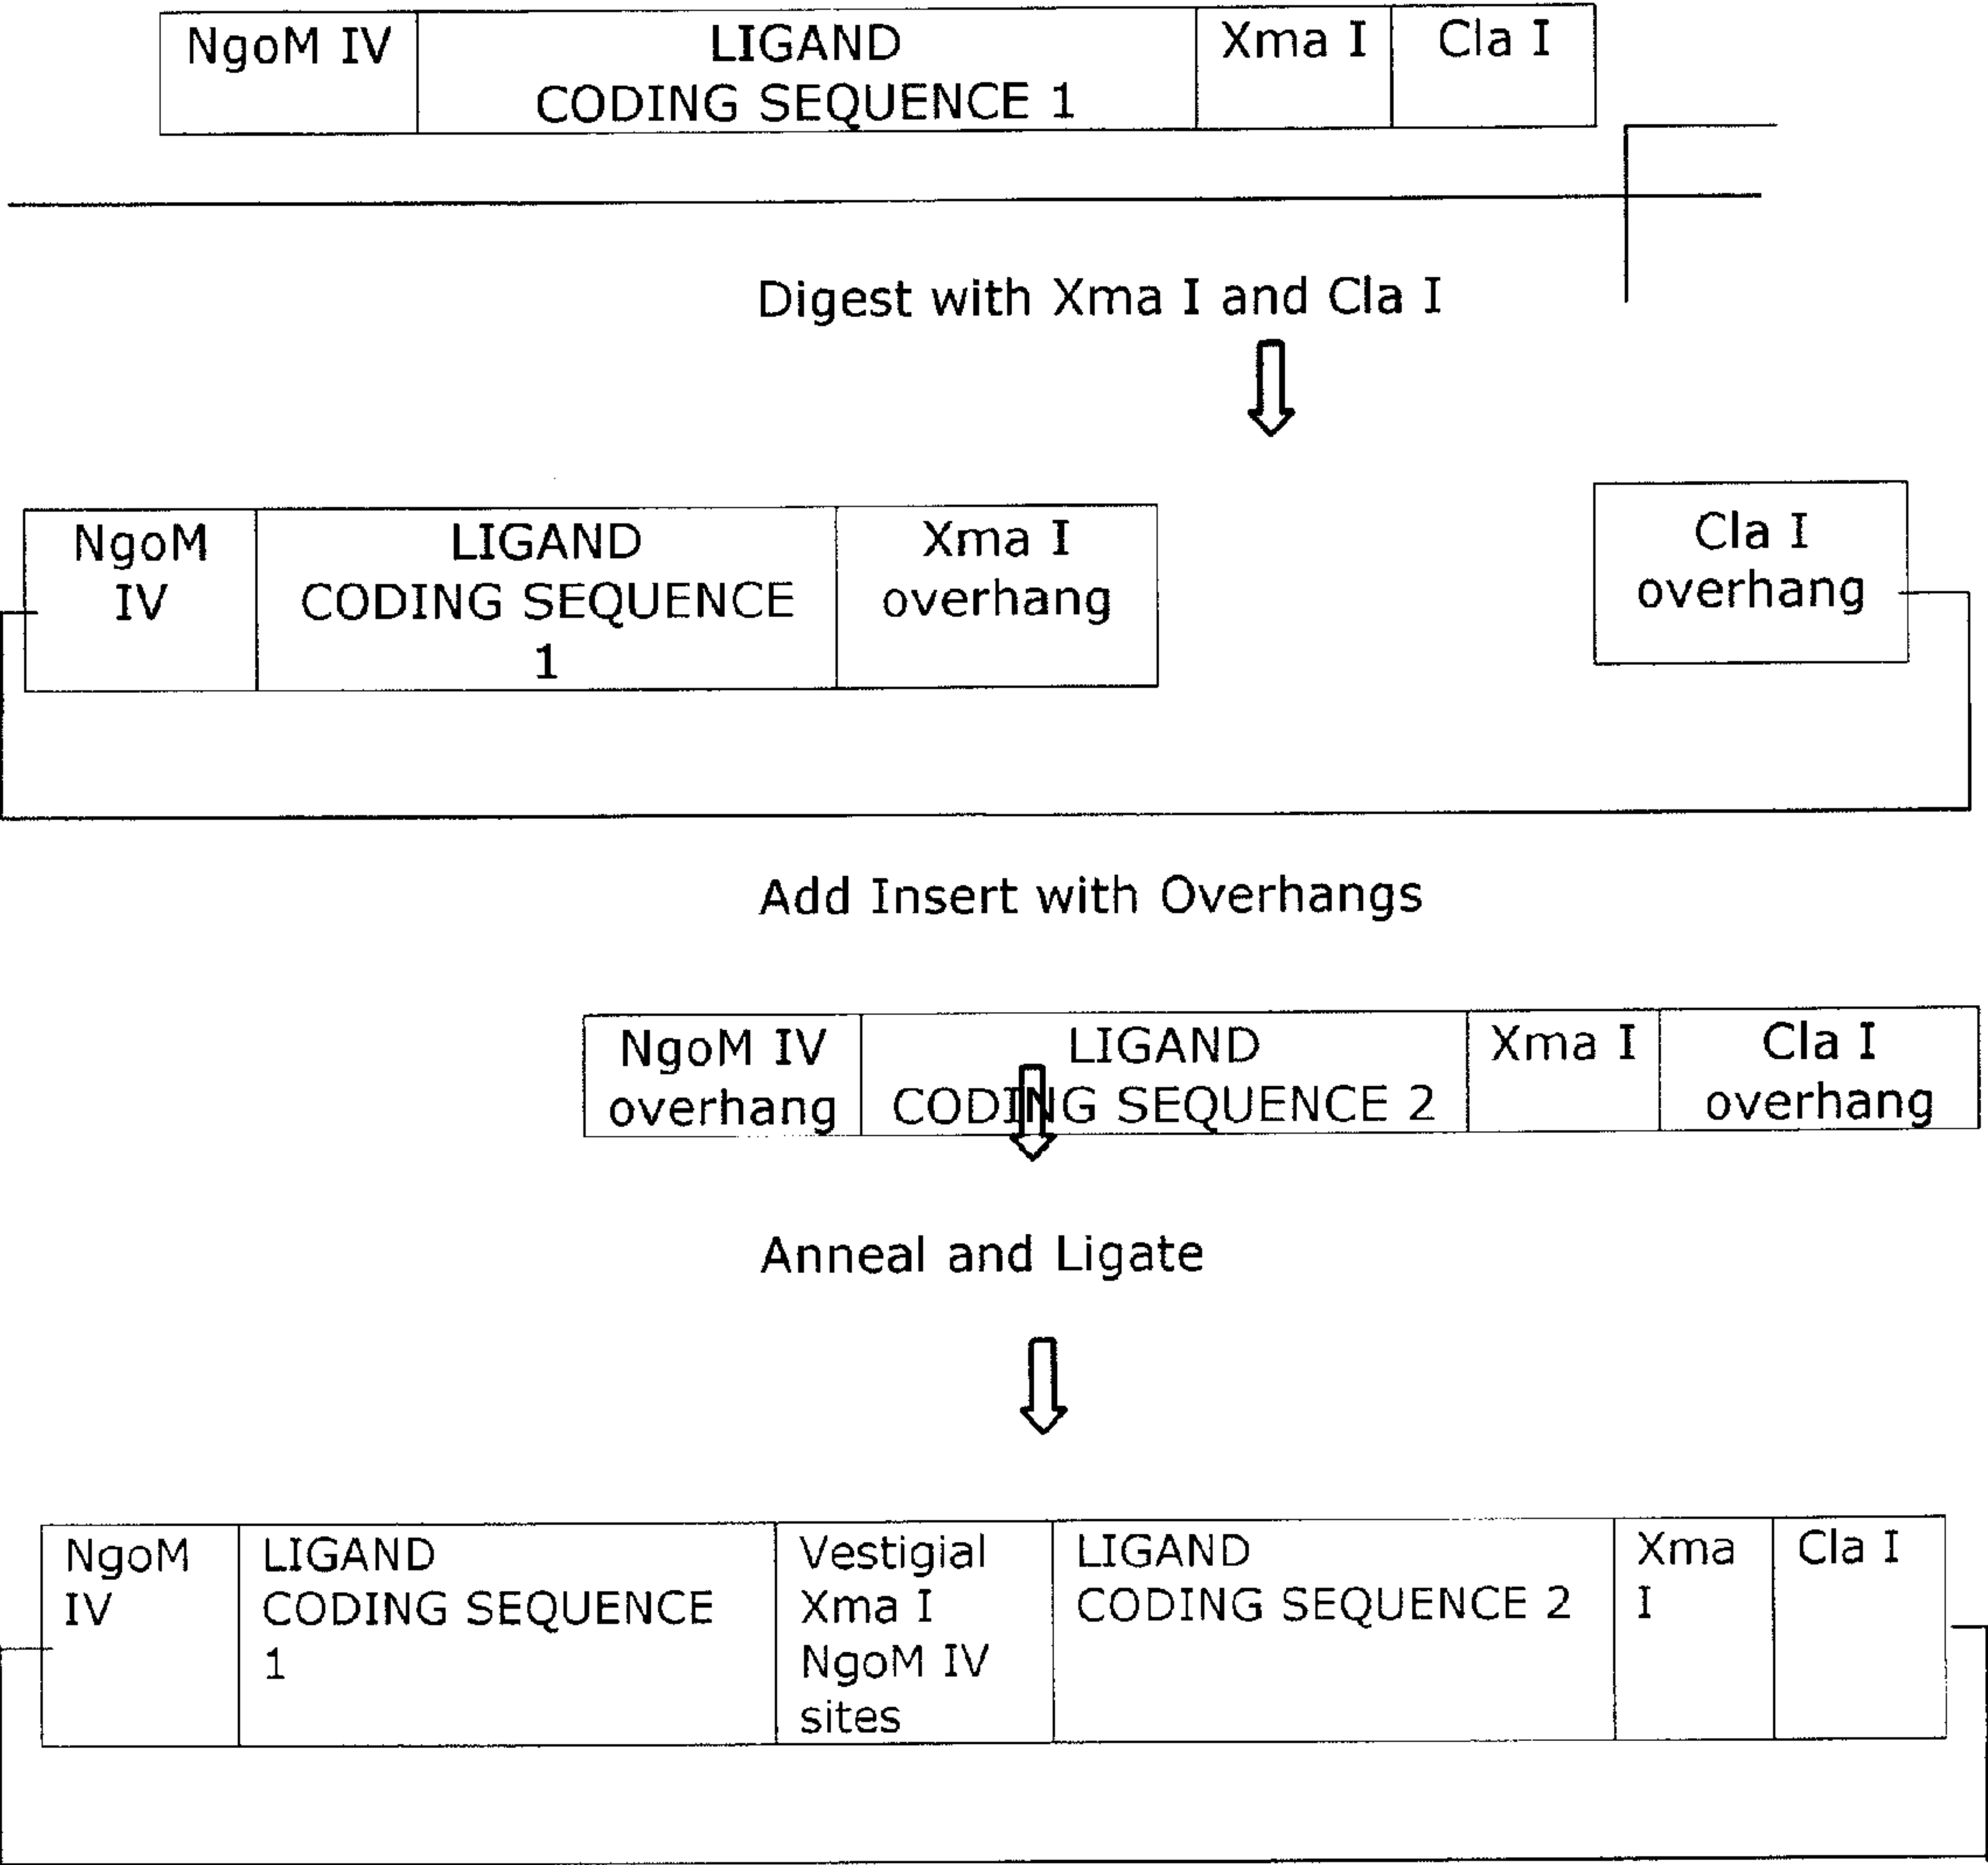 NgoM IV
LIGAND
CODING SEQUENCE 1
Xma I
Cla I
Digest with Xma I and Cla I
NgoM
IV
LIGAND
CODING SEQUENCE
1
Xma I
overhang
Cla I
overhang
Add Insert with Overhangs
NgoM IV
overhang
LIGAND
CODING SEQUENCE 2
Xma I
Cla I
overhang
Anneal and Ligate
NgoM
IV
LIGAND
CODING SEQUENCE
1
Vestigial
Xma I
NgoM IV
sites
LIGAND
CODING SEQUENCE 2
Xma
I
Cla I